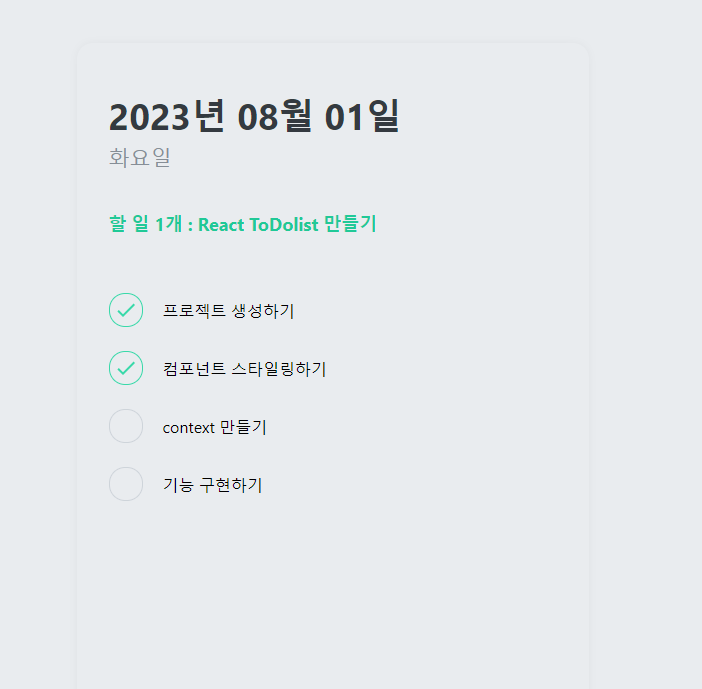 2023년 08월 01일
화요일
할 일 1개 : React ToDolist 만들기
프로젝트 생성하기
컴포넌트 스타일링하기
context 만들기
기능 구현하기